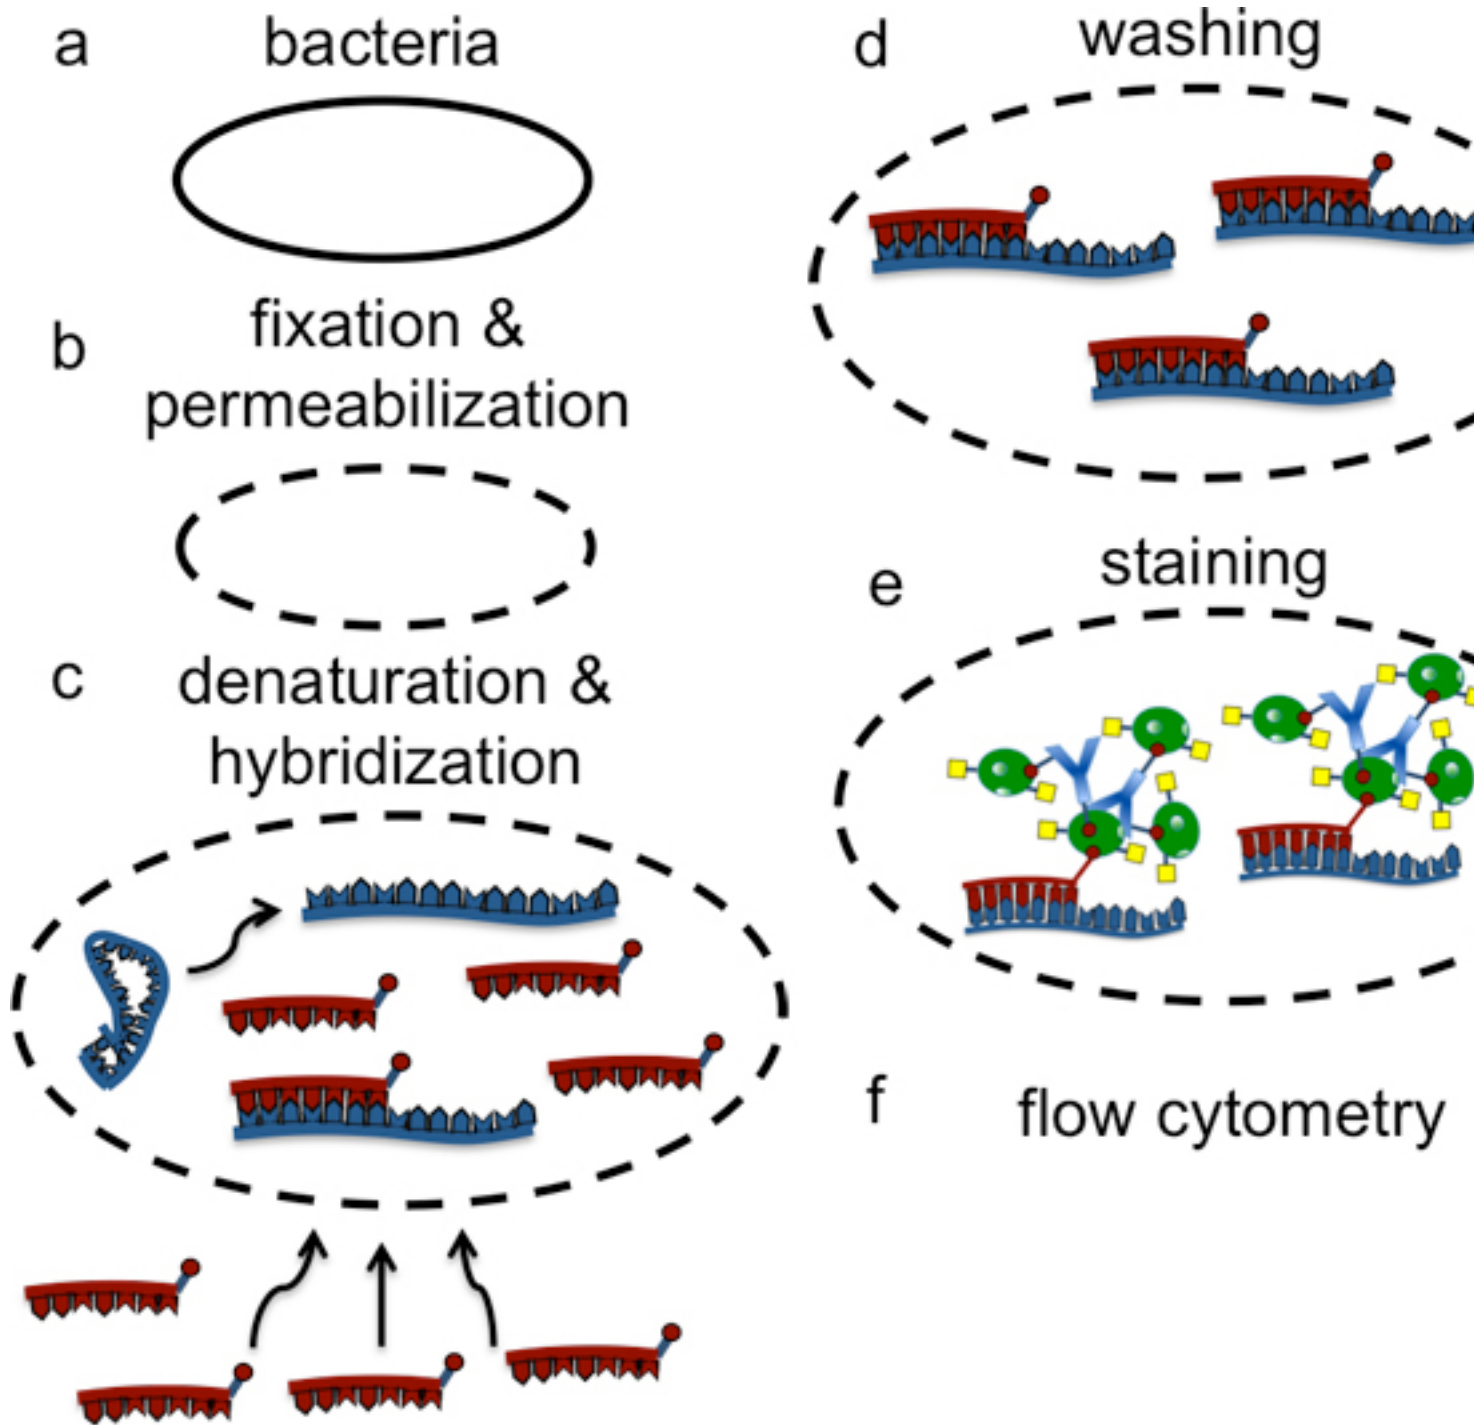 a
bacteria
b
fixation &
permeabilization
c
denaturation &
hybridization
d
washing
e
staining
f
flow cytometry